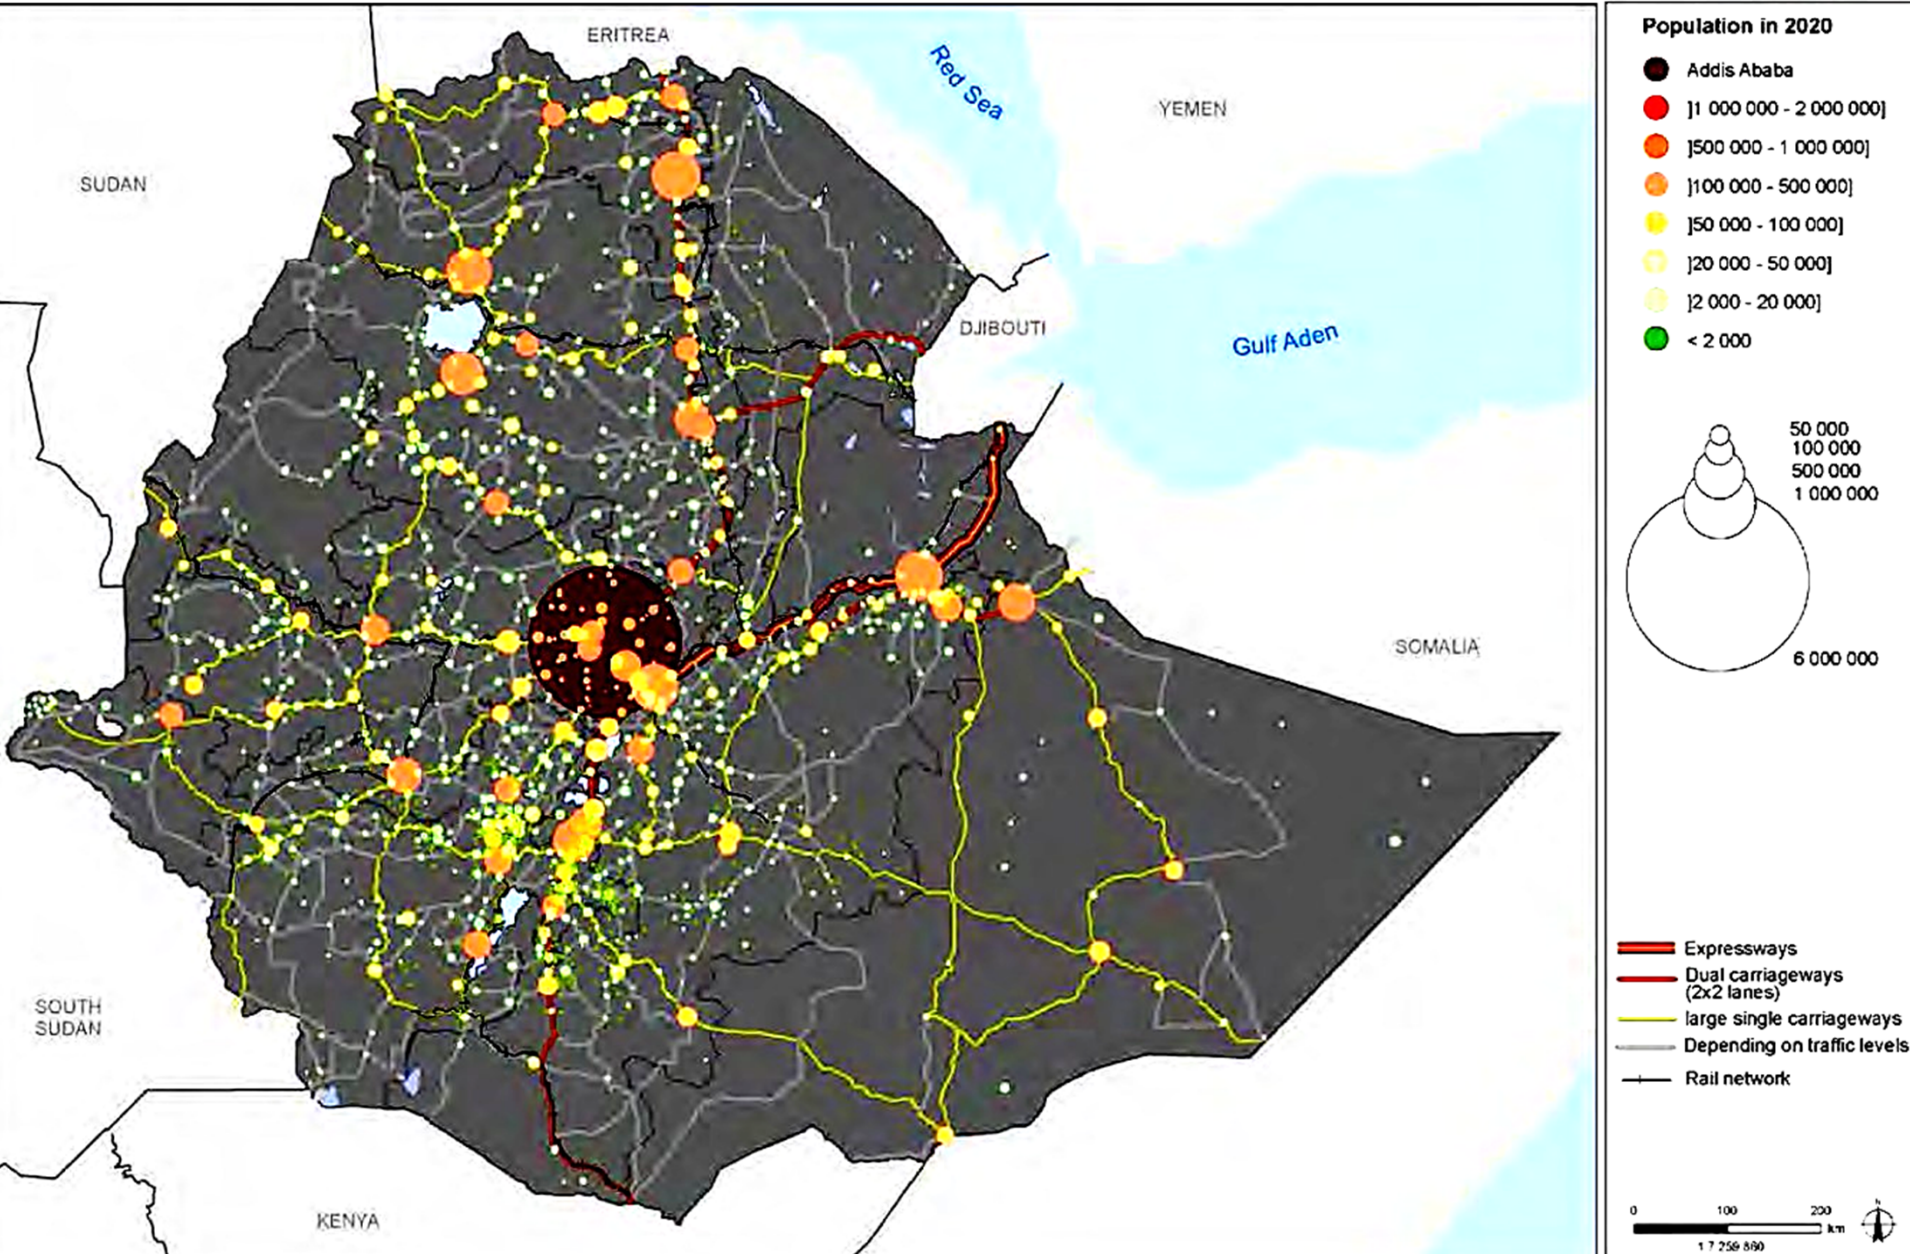 ERITREA
Red Sea
YEMEN
SUDAN
DJIBOUTI
Gulf Aden
SOMALIA
SOUTH
SUDAN
KENYA
Population in 2020
Addis Ababa
]1 000 000 - 2 000 000]
]500 000 - 1 000 000]
]100 000 - 500 000]
]50 000 - 100 000]
]20 000 - 50 000]
]2 000 - 20 000]
< 2 000
50 000
100 000
500 000
1 000 000
6 000 000
Expressways
Dual carriageways
(2x2 lanes)
large single carriageways
Depending on traffic levels
Rail network
0 100 200
km
N
1 7 259 860